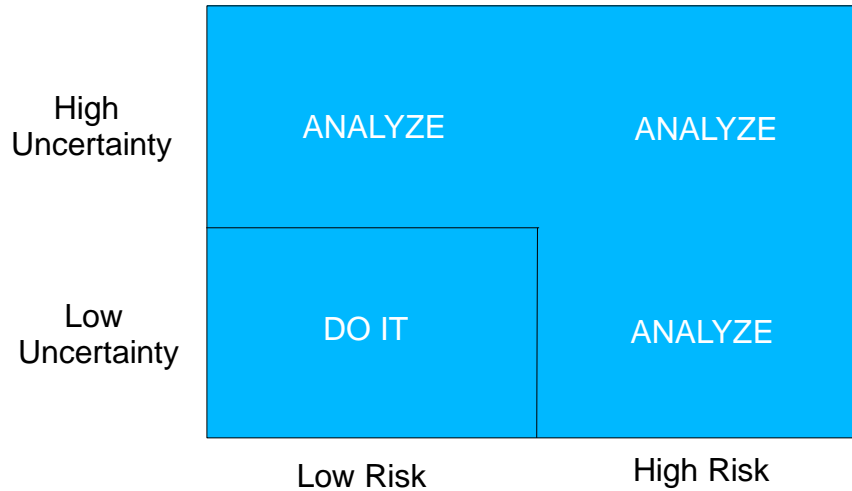 High
Uncertainty
ANALYZE
ANALYZE
Low
Uncertainty
DO IT
ANALYZE
Low Risk
High Risk